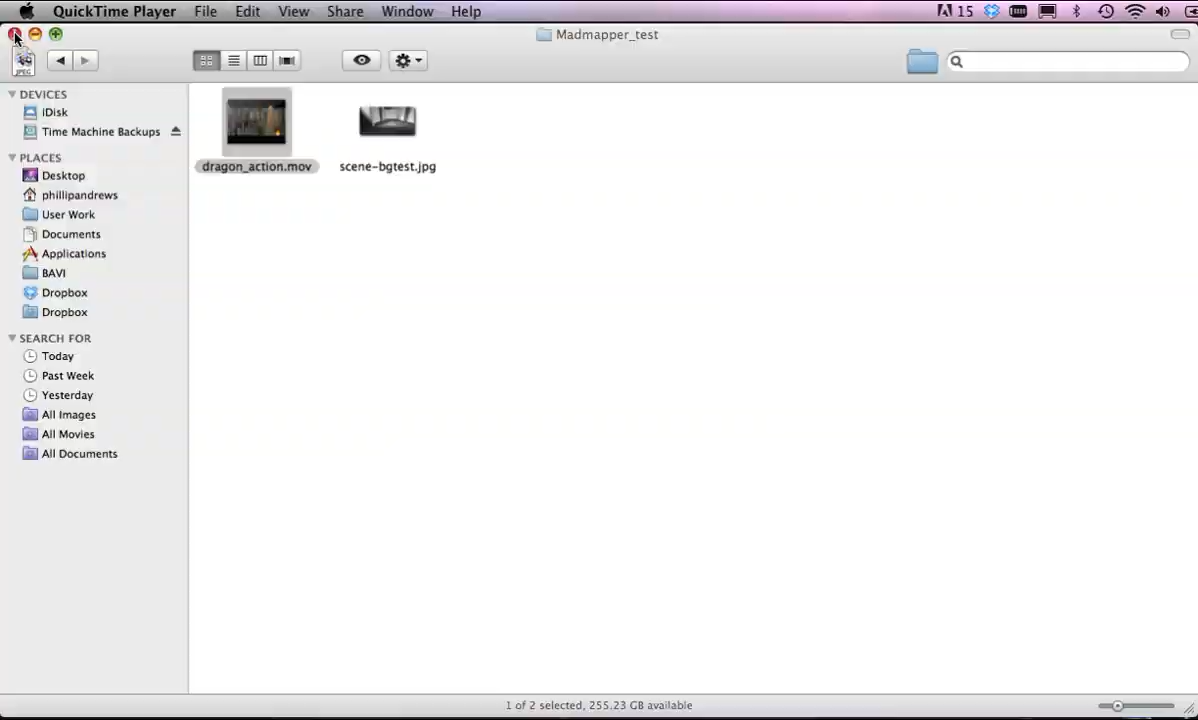 QuickTime Player File Edit View Share Window Help 15
Madmapper_test
JPEG
DEVICES
iDisk
Time Machine Backups
PLACES
Desktop
phillipandrews
User Work
Documents
Applications
BAVI
Dropbox
Dropbox
SEARCH FOR
Today
Past Week
Yesterday
All Images
All Movies
All Documents
dragon_action.mov scene-bgtest.jpg
1 of 2 selected, 255.23 GB available